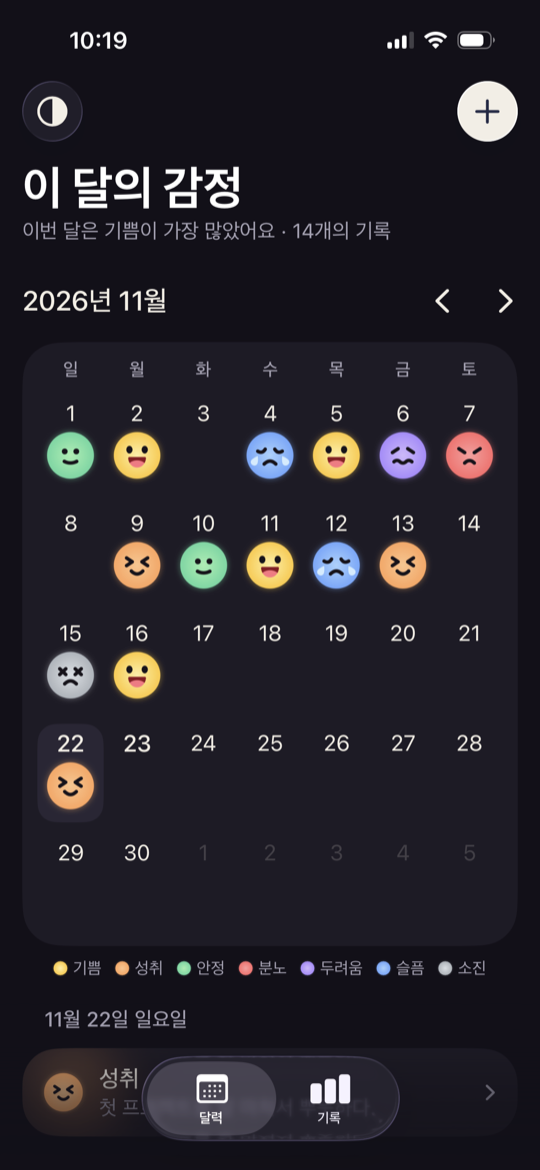 10:19
이 달의 감정
이번 달은 기쁨이 가장 많았어요 · 14개의 기록
2026년 11월
일 월 화 수 목 금 토
1 2 3 4 5 6 7
8 9 10 11 12 13 14
15 16 17 18 19 20 21
22 23 24 25 26 27 28
29 30 1 2 3 4 5
기쁨 성취 안정 분노 두려움 슬픔 소진
11월 22일 일요일
성취
첫
달력 기록